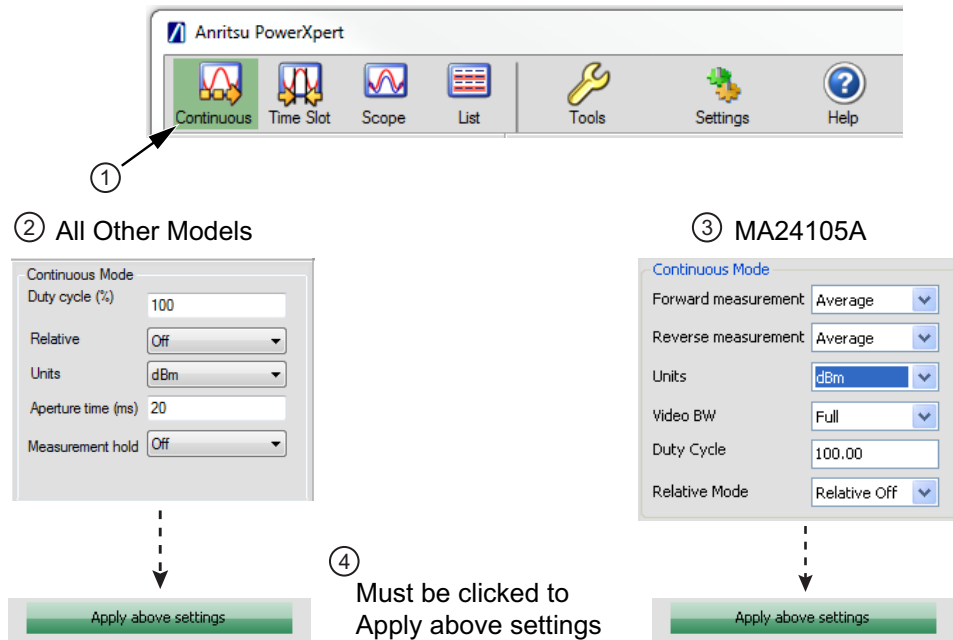 Anritsu PowerXpert
Continuous Time Slot Scope List Tools Settings Help
1
2 All Other Models
Continuous Mode
Duty cycle (%) 100
Relative Off
Units dBm
Aperture time (ms) 20
Measurement hold Off
Apply above settings
3 MA24105A
Continuous Mode
Forward measurement Average
Reverse measurement Average
Units dBm
Video BW Full
Duty Cycle 100.00
Relative Mode Relative Off
Apply above settings
4
Must be clicked to
Apply above settings